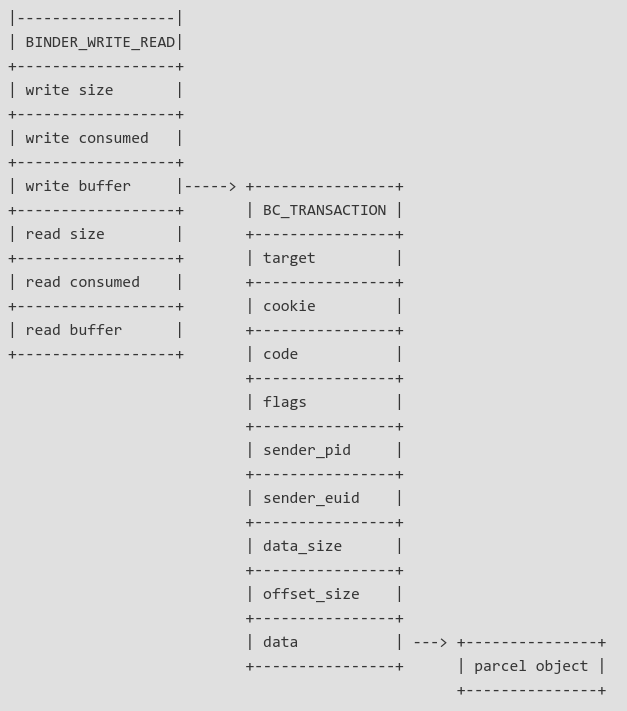 |------------------|
| BINDER_WRITE_READ|
+------------------+
| write size       |
+------------------+
| write consumed   |
+------------------+
| write buffer     |-----> +----------------+
+------------------+       | BC_TRANSACTION |
| read size        |       +----------------+
+------------------+       | target         |
| read consumed    |       +----------------+
+------------------+       | cookie         |
| read buffer      |       +----------------+
+------------------+       | code           |
                           +----------------+
                           | flags          |
                           +----------------+
                           | sender_pid     |
                           +----------------+
                           | sender_euid    |
                           +----------------+
                           | data_size      |
                           +----------------+
                           | offset_size    |
                           +----------------+
                           | data           | ---> +---------------+
                           +----------------+      | parcel object |
                                                   +---------------+